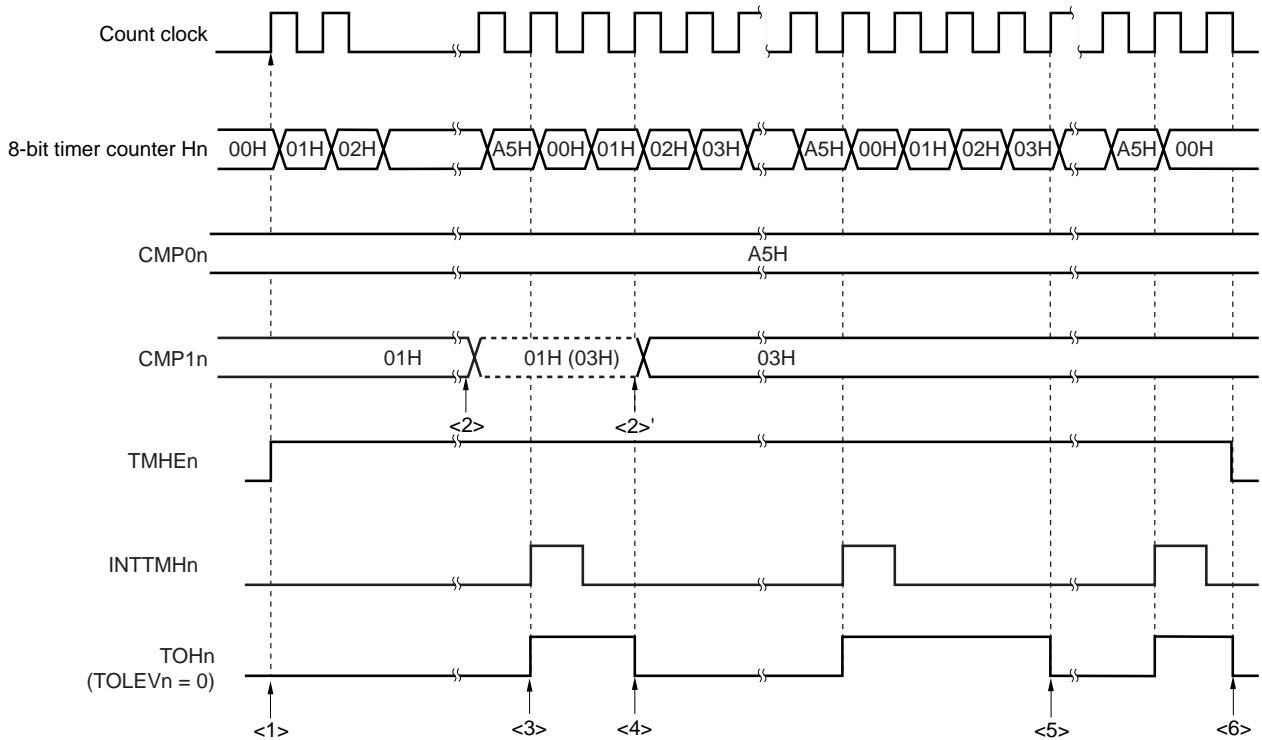 Count clock
8-bit timer counter Hn 00H 01H 02H A5H 00H 01H 02H 03H A5H 00H 01H 02H 03H A5H 00H
CMP0n A5H
CMP1n 01H 01H (03H) 03H
<2> <2>'
TMHEn
INTTMHn
TOHn
(TOLEVn = 0)
<1> <3> <4> <5> <6>